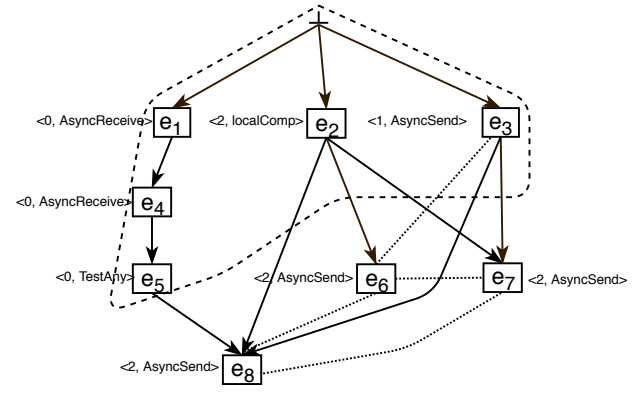 <0, AsyncReceive> e1 <2, localComp> e2 <1, AsyncSend> e3
<0, AsyncReceive> e4
<0, TestAny> e5 <2, AsyncSend> e6 e7 <2, AsyncSend>
<2, AsyncSend> e8